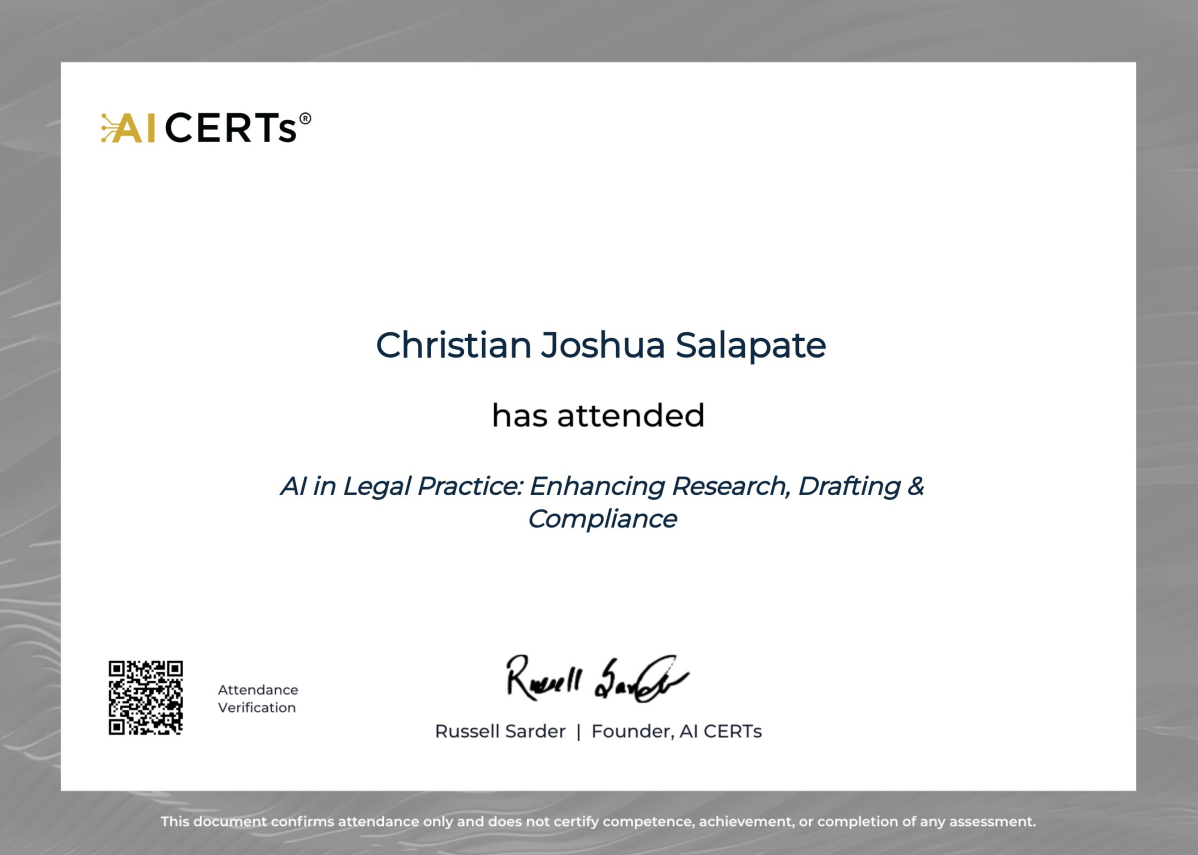 AI CERTs®
Christian Joshua Salapate
has attended
AI in Legal Practice: Enhancing Research, Drafting &
Compliance
Attendance
Verification
Russell Sarder
Russell Sarder | Founder, AI CERTs
This document confirms attendance only and does not certify competence, achievement, or completion of any assessment.